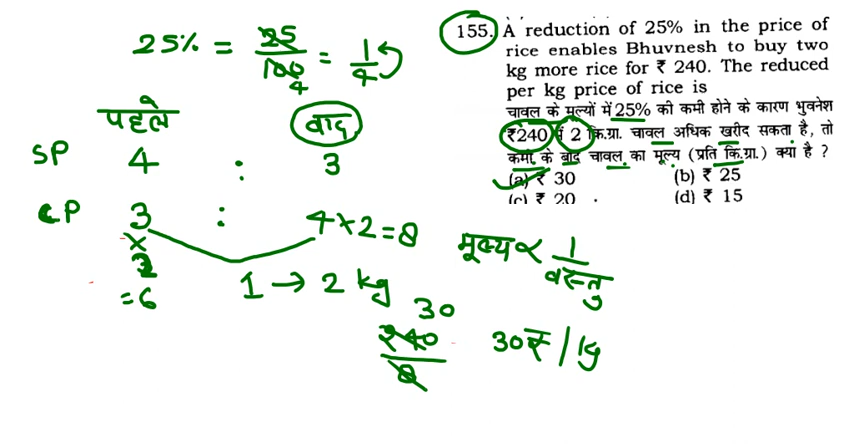 155. A reduction of 25% in the price of
rice enables Bhuvnesh to buy two
kg more rice for ₹ 240. The reduced
per kg price of rice is
चावल के मूल्यों में 25% की कमी होने के कारण भुवनेश
₹240 में 2 कि.ग्रा. चावल अधिक खरीद सकता है, तो
कमी के बाद चावल का मूल्य (प्रति कि.ग्रा.) क्या है ?
(a) ₹ 30 (b) ₹ 25
(c) ₹ 20 (d) ₹ 15
25% = 25/100 = 1/4
4
पहले बाद
SP 4 : 3
CP 3 : 4×2=8
×
2
=6
1 → 2 kg
मूल्य ∝ 1/वस्तु
30
240/8
30₹/kg